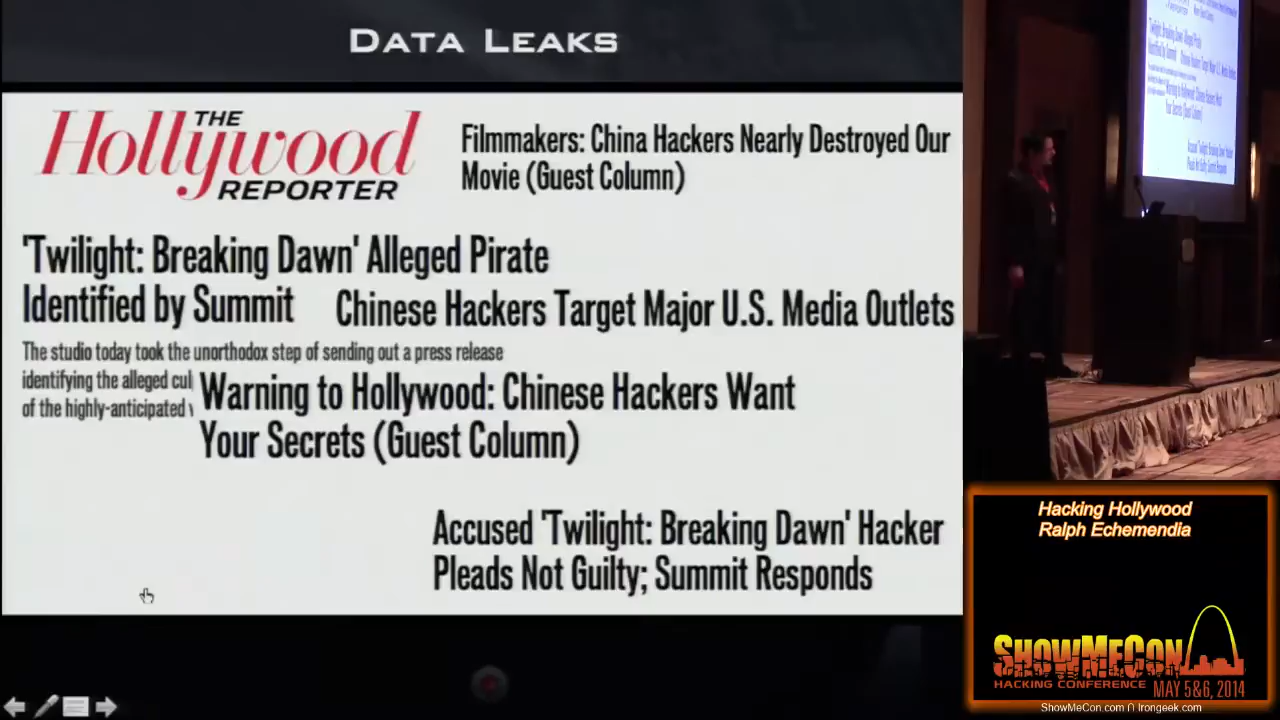 DATA LEAKS
THE
Hollywood
REPORTER
Filmmakers: China Hackers Nearly Destroyed Our
Movie (Guest Column)
'Twilight: Breaking Dawn' Alleged Pirate
Identified by Summit
Chinese Hackers Target Major U.S. Media Outlets
The studio today took the unorthodox step of sending out a press release
identifying the alleged cul
of the highly-anticipated
Warning to Hollywood: Chinese Hackers Want
Your Secrets (Guest Column)
Accused 'Twilight: Breaking Dawn' Hacker
Pleads Not Guilty; Summit Responds
Hacking Hollywood
Ralph Echemendia
SHOWMECON
HACKING CONFERENCE
MAY 5&6, 2014
ShowMeCon.com ∩ Irongeek.com